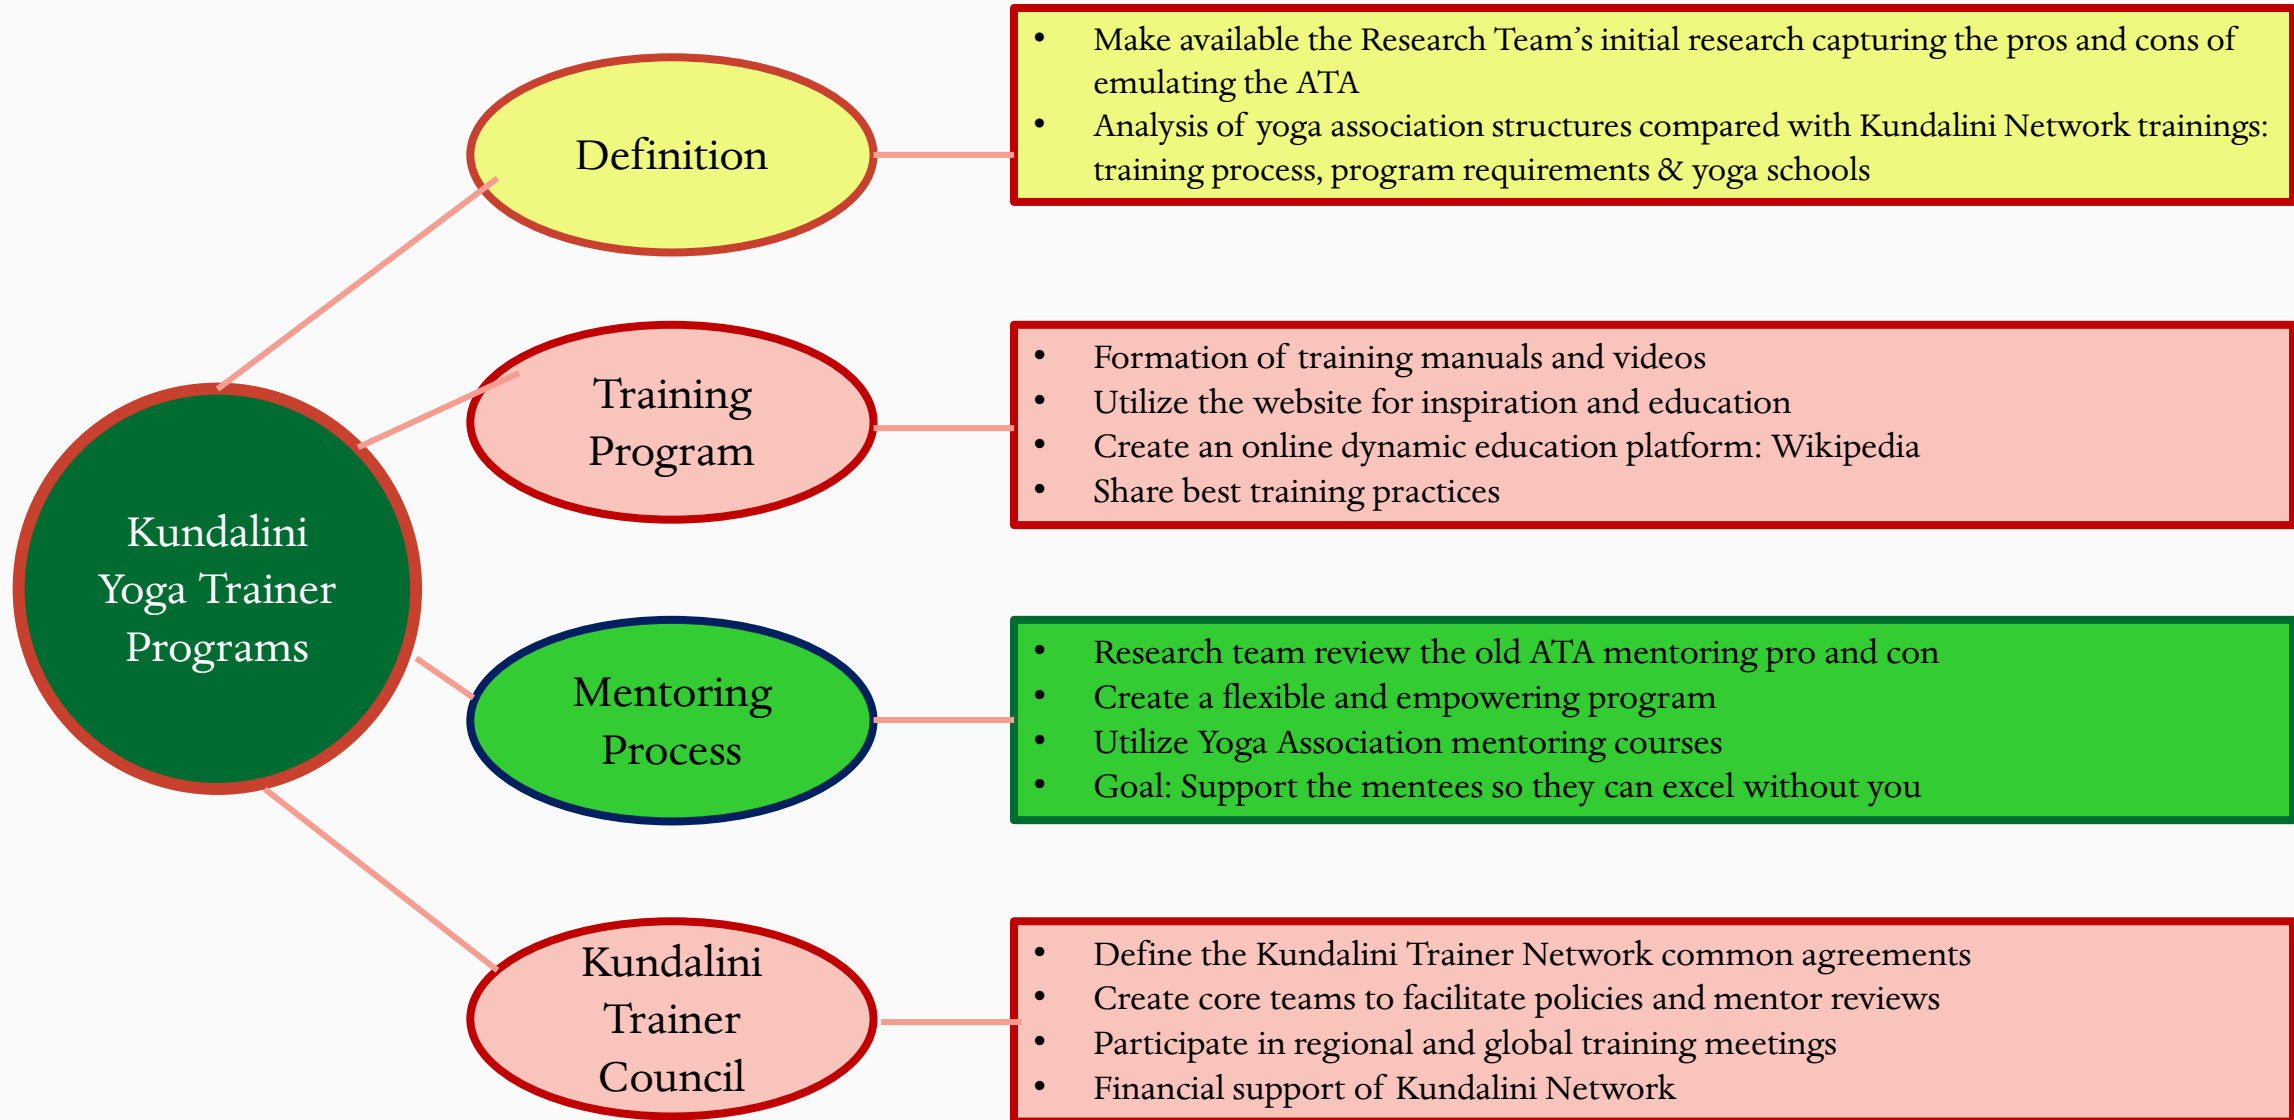 Kundalini
Yoga Trainer
Programs
Definition
• Make available the Research Team’s initial research capturing the pros and cons of
emulating the ATA
• Analysis of yoga association structures compared with Kundalini Network trainings:
training process, program requirements & yoga schools
Training
Program
• Formation of training manuals and videos
• Utilize the website for inspiration and education
• Create an online dynamic education platform: Wikipedia
• Share best training practices
Mentoring
Process
• Research team review the old ATA mentoring pro and con
• Create a flexible and empowering program
• Utilize Yoga Association mentoring courses
• Goal: Support the mentees so they can excel without you
Kundalini
Trainer
Council
• Define the Kundalini Trainer Network common agreements
• Create core teams to facilitate policies and mentor reviews
• Participate in regional and global training meetings
• Financial support of Kundalini Network